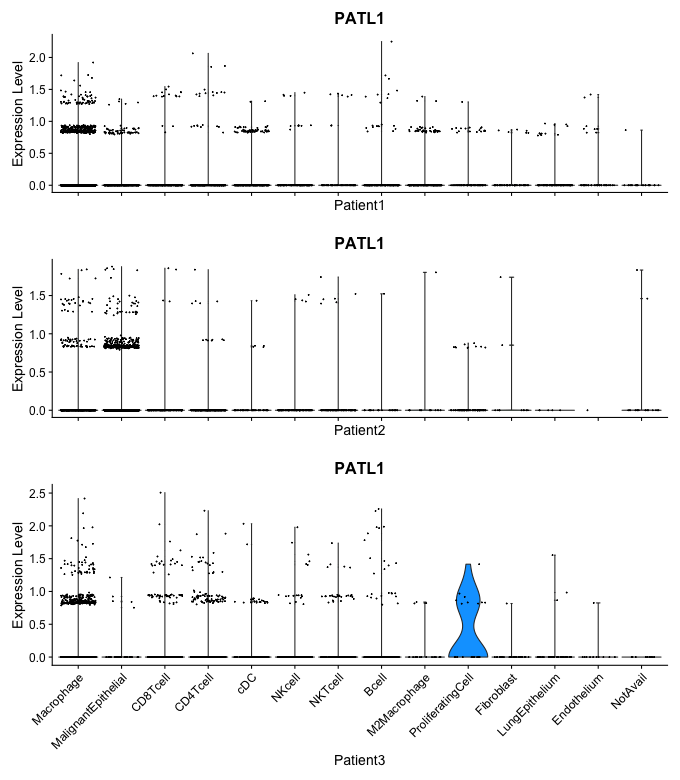 PATL1
Expression Level
2.0
1.5
1.0
0.5
0.0
Patient1
PATL1
Expression Level
1.5
1.0
0.5
0.0
Patient2
PATL1
Expression Level
2.5
2.0
1.5
1.0
0.5
0.0
Macrophage
MalignantEpithelial
CD8Tcell
CD4Tcell
cDC
NKcell
NKTcell
Bcell
M2Macrophage
ProliferatingCell
Fibroblast
LungEpithelium
Endothelium
NotAvail
Patient3